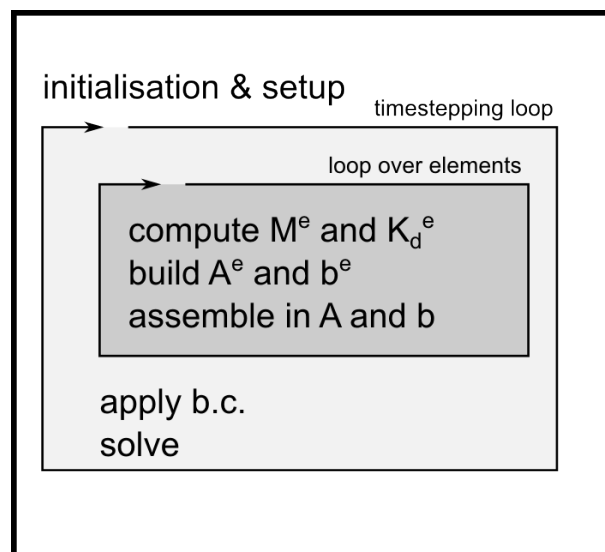 initialisation & setup
timestepping loop
loop over elements
compute Mᵉ and K_dᵉ
build Aᵉ and bᵉ
assemble in A and b
apply b.c.
solve